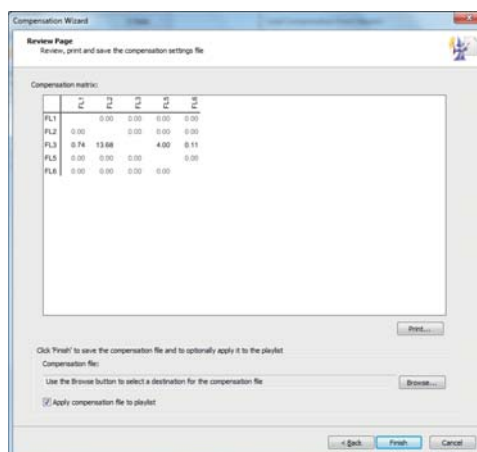 Compensation Wizard
Review Page
Review, print and save the compensation settings file
Compensation matrix:
FL1 FL2 FL3 FL5 FL6
FL1 0.00 0.00 0.00 0.00
FL2 0.00 0.00 0.00 0.00
FL3 0.74 13.68 4.00 0.11
FL5 0.00 0.00 0.00 0.00
FL6 0.00 0.00 0.00 0.00
Print...
Click 'Finish' to save the compensation file and to optionally apply it to the playlist
Compensation file:
Use the Browse button to select a destination for the compensation file
Browse...
Apply compensation file to playlist
< Back Finish Cancel